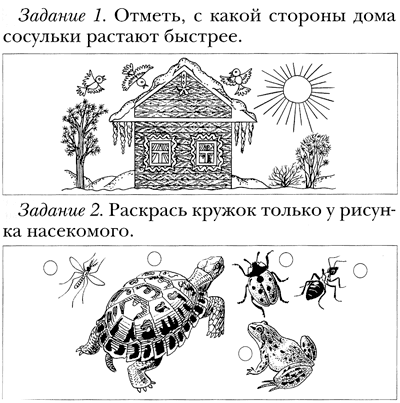 Задание 1. Отметь, с какой стороны дома
сосульки растают быстрее.
Задание 2. Раскрась кружок только у рисун-
ка насекомого.